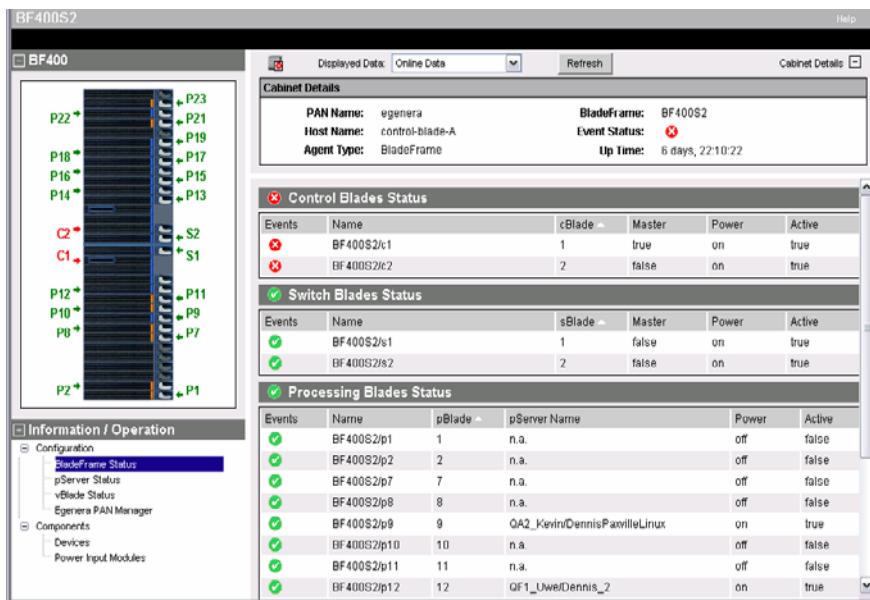 BF400S2 Help
BF400
P23
P22 P21
P19
P18 P17
P16 P15
P14 P13
C2 S2
C1 S1
P12 P11
P10 P9
P8 P7
P2 P1
Information / Operation
Configuration
BladeFrame Status
pServer Status
vBlade Status
Egenera PAN Manager
Components
Devices
Power Input Modules
Displayed Data: Online Data Refresh Cabinet Details
Cabinet Details
PAN Name: egenera BladeFrame: BF400S2
Host Name: control-blade-A Event Status:
Agent Type: BladeFrame Up Time: 6 days, 22:10:22
Control Blades Status
Events Name cBlade Master Power Active
BF400S2/c1 1 true on true
BF400S2/c2 2 false on true
Switch Blades Status
Events Name sBlade Master Power Active
BF400S2/s1 1 false on true
BF400S2/s2 2 false on true
Processing Blades Status
Events Name pBlade pServer Name Power Active
BF400S2/p1 1 n.a. off false
BF400S2/p2 2 n.a. off false
BF400S2/p7 7 n.a. off false
BF400S2/p8 8 n.a. off false
BF400S2/p9 9 QA2_Kevin/DennisPaxvilleLinux on true
BF400S2/p10 10 n.a. off false
BF400S2/p11 11 n.a. off false
BF400S2/p12 12 QF1_Uwe/Dennis_2 on true